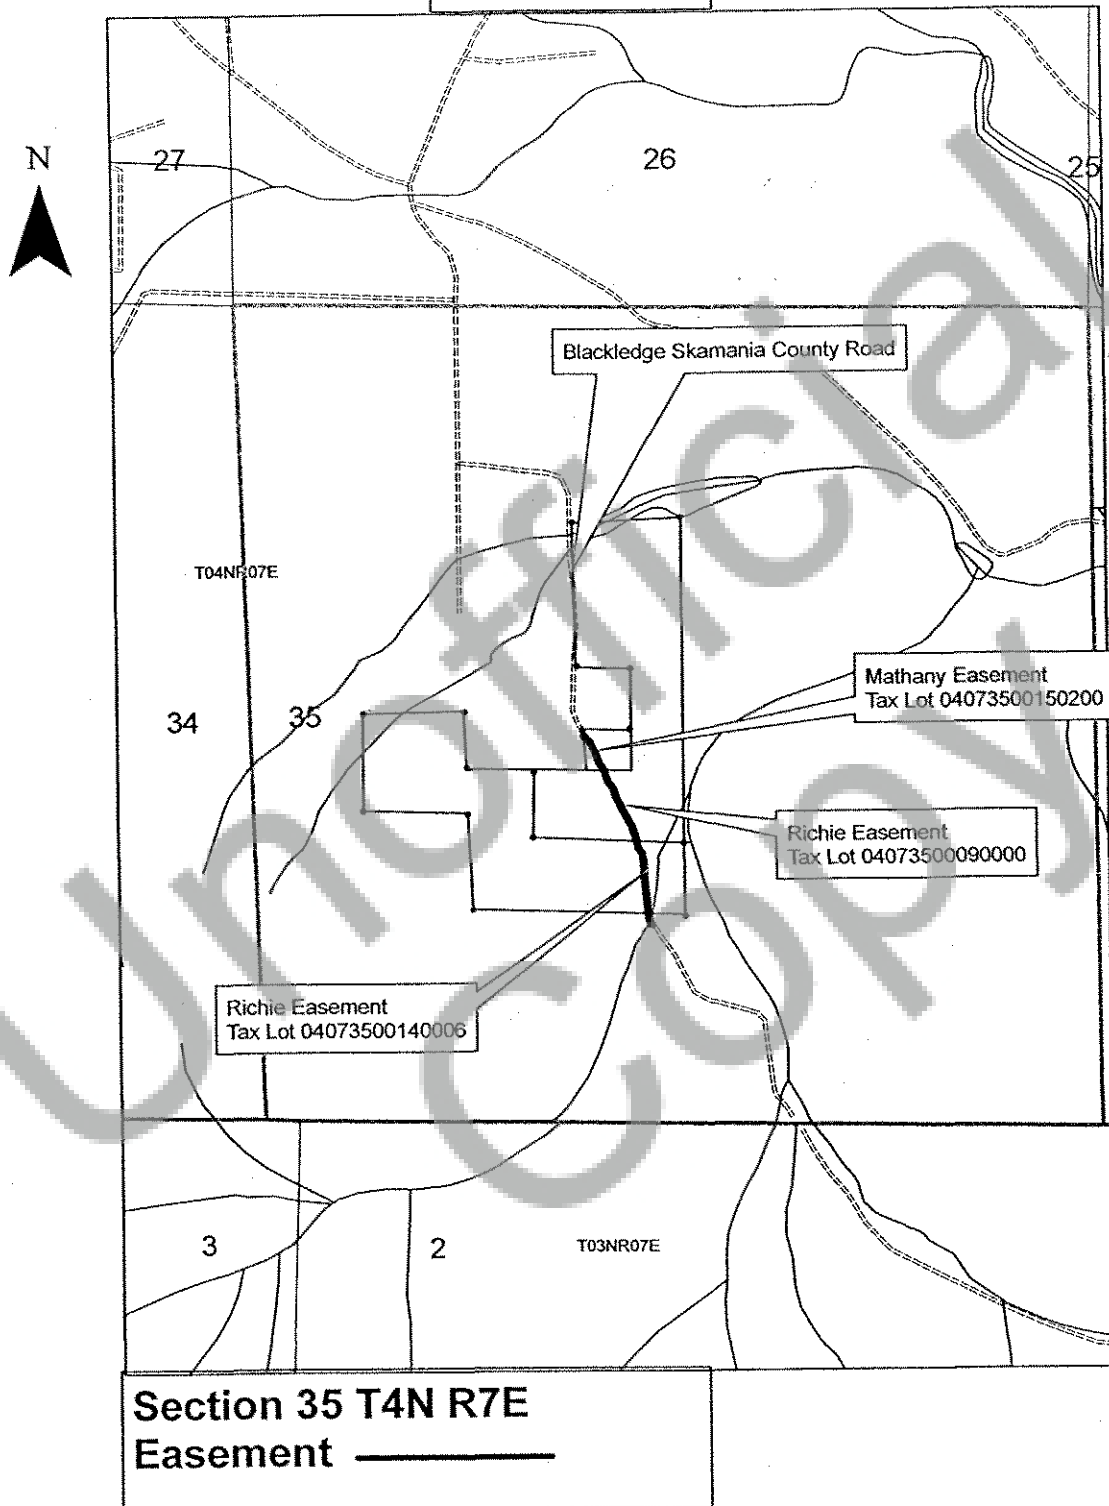 N
27
26
25
Blackledge Skamania County Road
T04NR07E
Mathany Easement
Tax Lot 04073500150200
34
35
Richie Easement
Tax Lot 04073500090000
Richie Easement
Tax Lot 04073500140006
3
2
T03NR07E
Section 35 T4N R7E
Easement
Unofficial
Copy